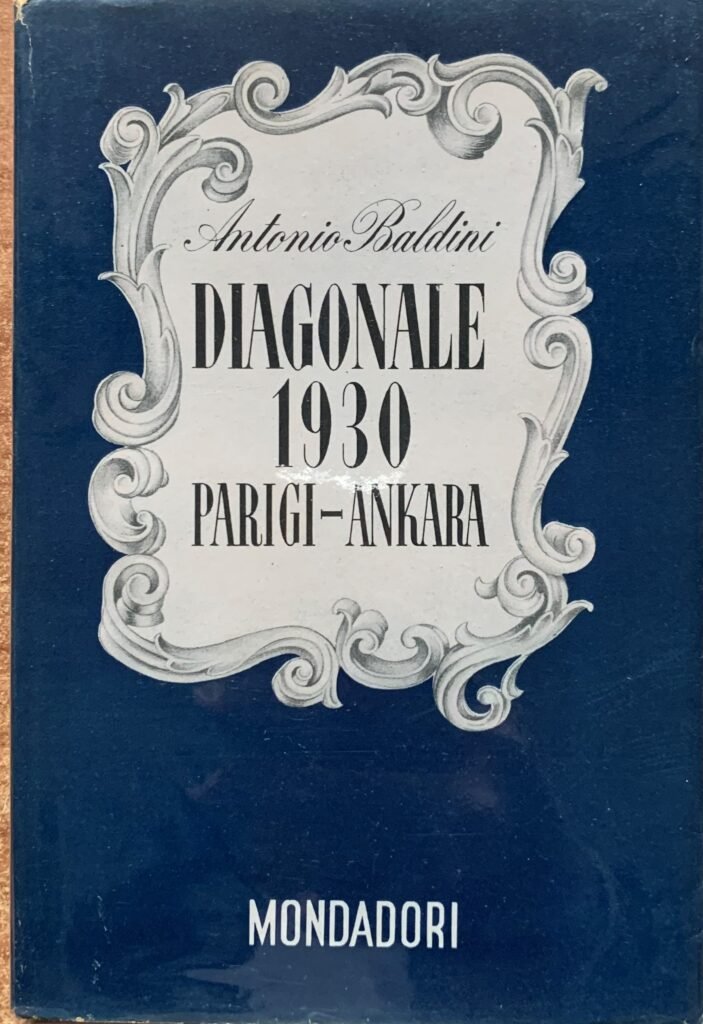 Antonio Baldini
DIAGONALE
1930
PARIGI-ANKARA
MONDADORI